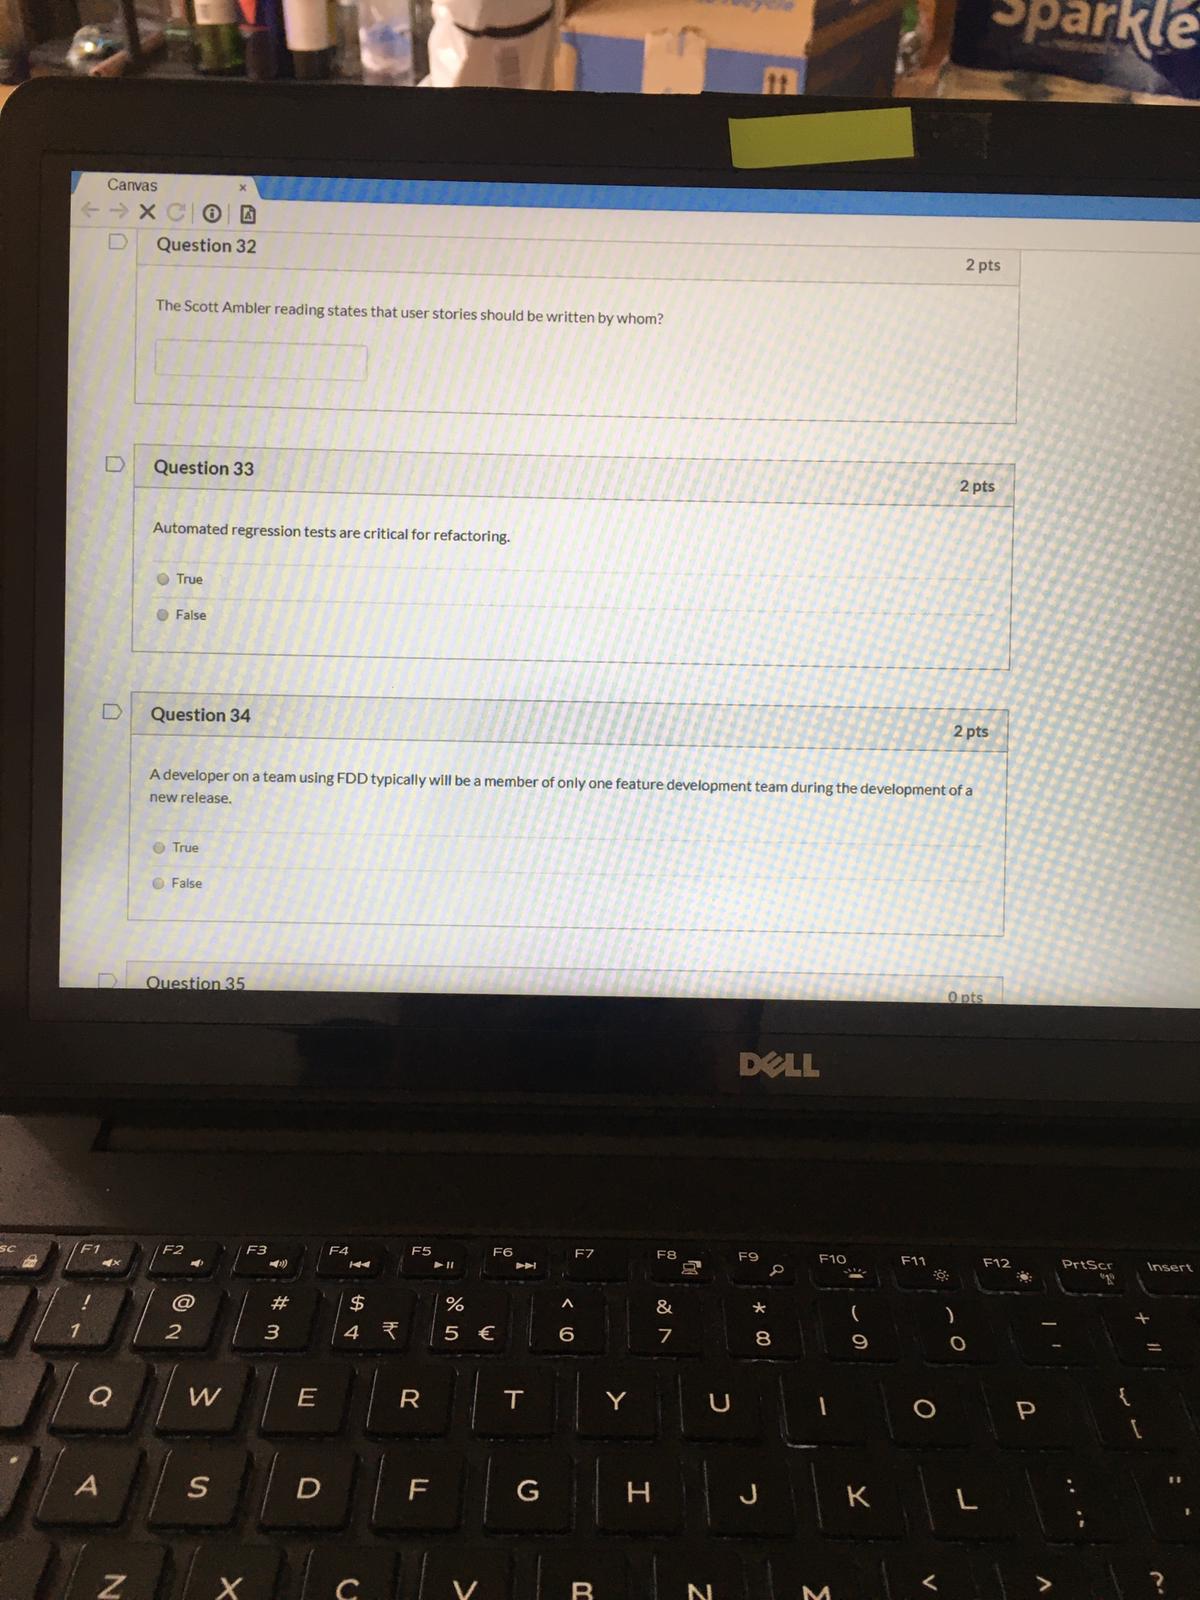 Sparkle
Canvas x
Question 32
2 pts
The Scott Ambler reading states that user stories should be written by whom?
Question 33
2 pts
Automated regression tests are critical for refactoring.
True
False
Question 34
2 pts
A developer on a team using FDD typically will be a member of only one feature development team during the development of a
new release.
True
False
Question 35
0 pts
DELL
F1 F2 F3 F4 F5 F6 F7 F8 F9 F10 F11 F12 PrtScr Insert
! @ # $ % ^ & * ( ) — +
1 2 3 4 ₹ 5 € 6 7 8 9 0 - =
Q W E R T Y U I O P { [
A S D F G H J K L : ; " '
Z X C V B N M < > ?